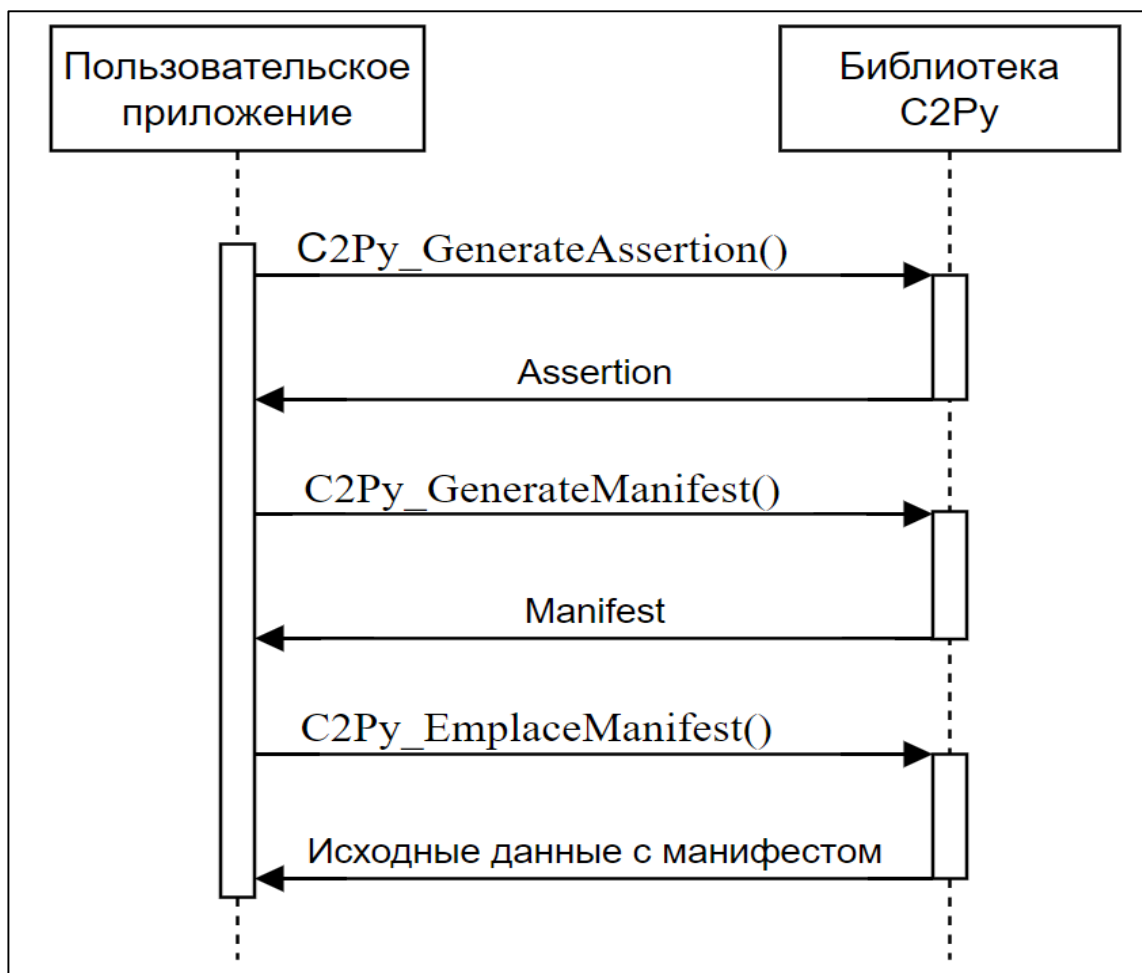 Пользовательское
приложение
Библиотека
C2Py
C2Py_GenerateAssertion()
Assertion
C2Py_GenerateManifest()
Manifest
C2Py_EmplaceManifest()
Исходные данные с манифестом